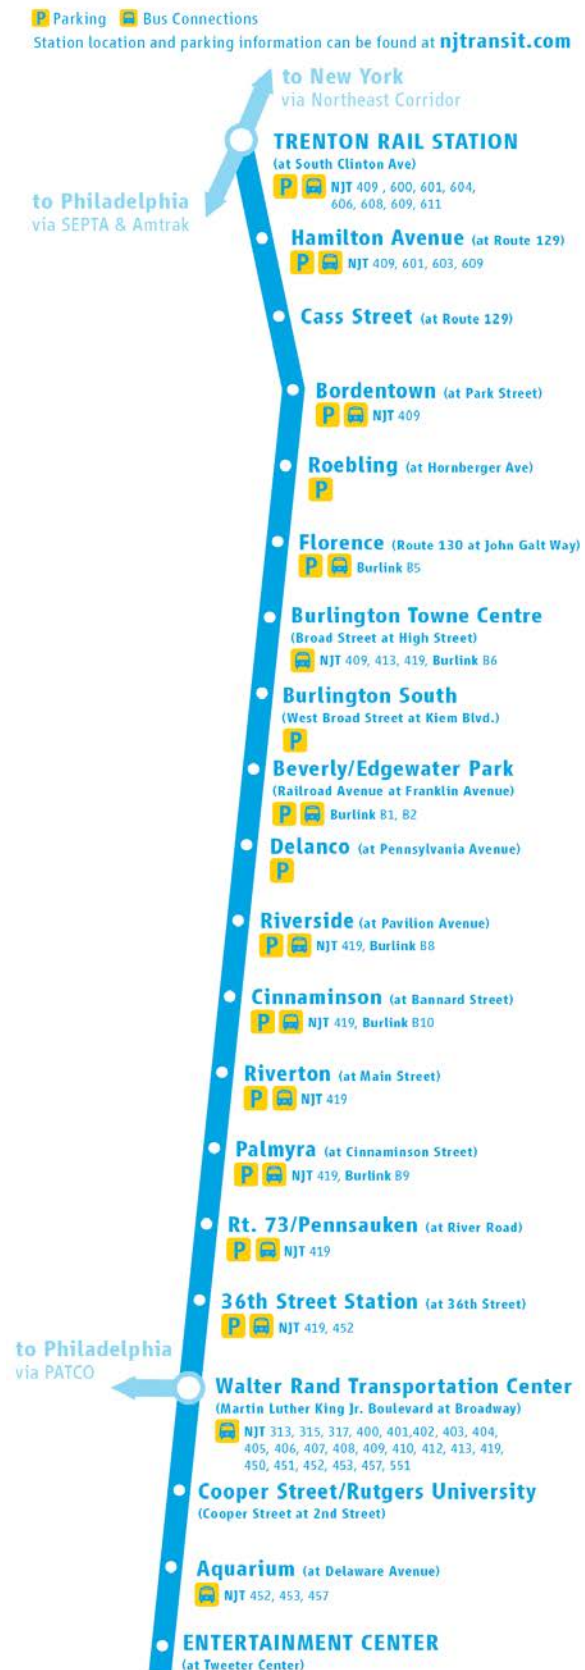 P Parking Bus Connections
Station location and parking information can be found at njtransit.com
to New York
via Northeast Corridor
TRENTON RAIL STATION
(at South Clinton Ave)
P NJT 409 , 600, 601, 604,
606, 608, 609, 611
to Philadelphia
via SEPTA & Amtrak
Hamilton Avenue (at Route 129)
P NJT 409, 601, 603, 609
Cass Street (at Route 129)
Bordentown (at Park Street)
P NJT 409
Roebling (at Hornberger Ave)
P
Florence (Route 130 at John Galt Way)
P Burlink B5
Burlington Towne Centre
(Broad Street at High Street)
NJT 409, 413, 419, Burlink B6
Burlington South
(West Broad Street at Kiem Blvd.)
P
Beverly/Edgewater Park
(Railroad Avenue at Franklin Avenue)
P Burlink B1, B2
Delanco (at Pennsylvania Avenue)
P
Riverside (at Pavilion Avenue)
P NJT 419, Burlink B8
Cinnaminson (at Bannard Street)
P NJT 419, Burlink B10
Riverton (at Main Street)
P NJT 419
Palmyra (at Cinnaminson Street)
P NJT 419, Burlink B9
Rt. 73/Pennsauken (at River Road)
P NJT 419
36th Street Station (at 36th Street)
P NJT 419, 452
to Philadelphia
via PATCO
Walter Rand Transportation Center
(Martin Luther King Jr. Boulevard at Broadway)
NJT 313, 315, 317, 400, 401,402, 403, 404,
405, 406, 407, 408, 409, 410, 412, 413, 419,
450, 451, 452, 453, 457, 551
Cooper Street/Rutgers University
(Cooper Street at 2nd Street)
Aquarium (at Delaware Avenue)
NJT 452, 453, 457
ENTERTAINMENT CENTER
(at Tweeter Center)